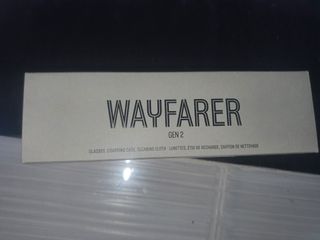 WAYFARER
GEN 2
GLASSES, CHARGING CASE, CLEANING CLOTH · LUNETTES, ÉTUI DE RECHARGE, CHIFFON DE NETTOYAGE